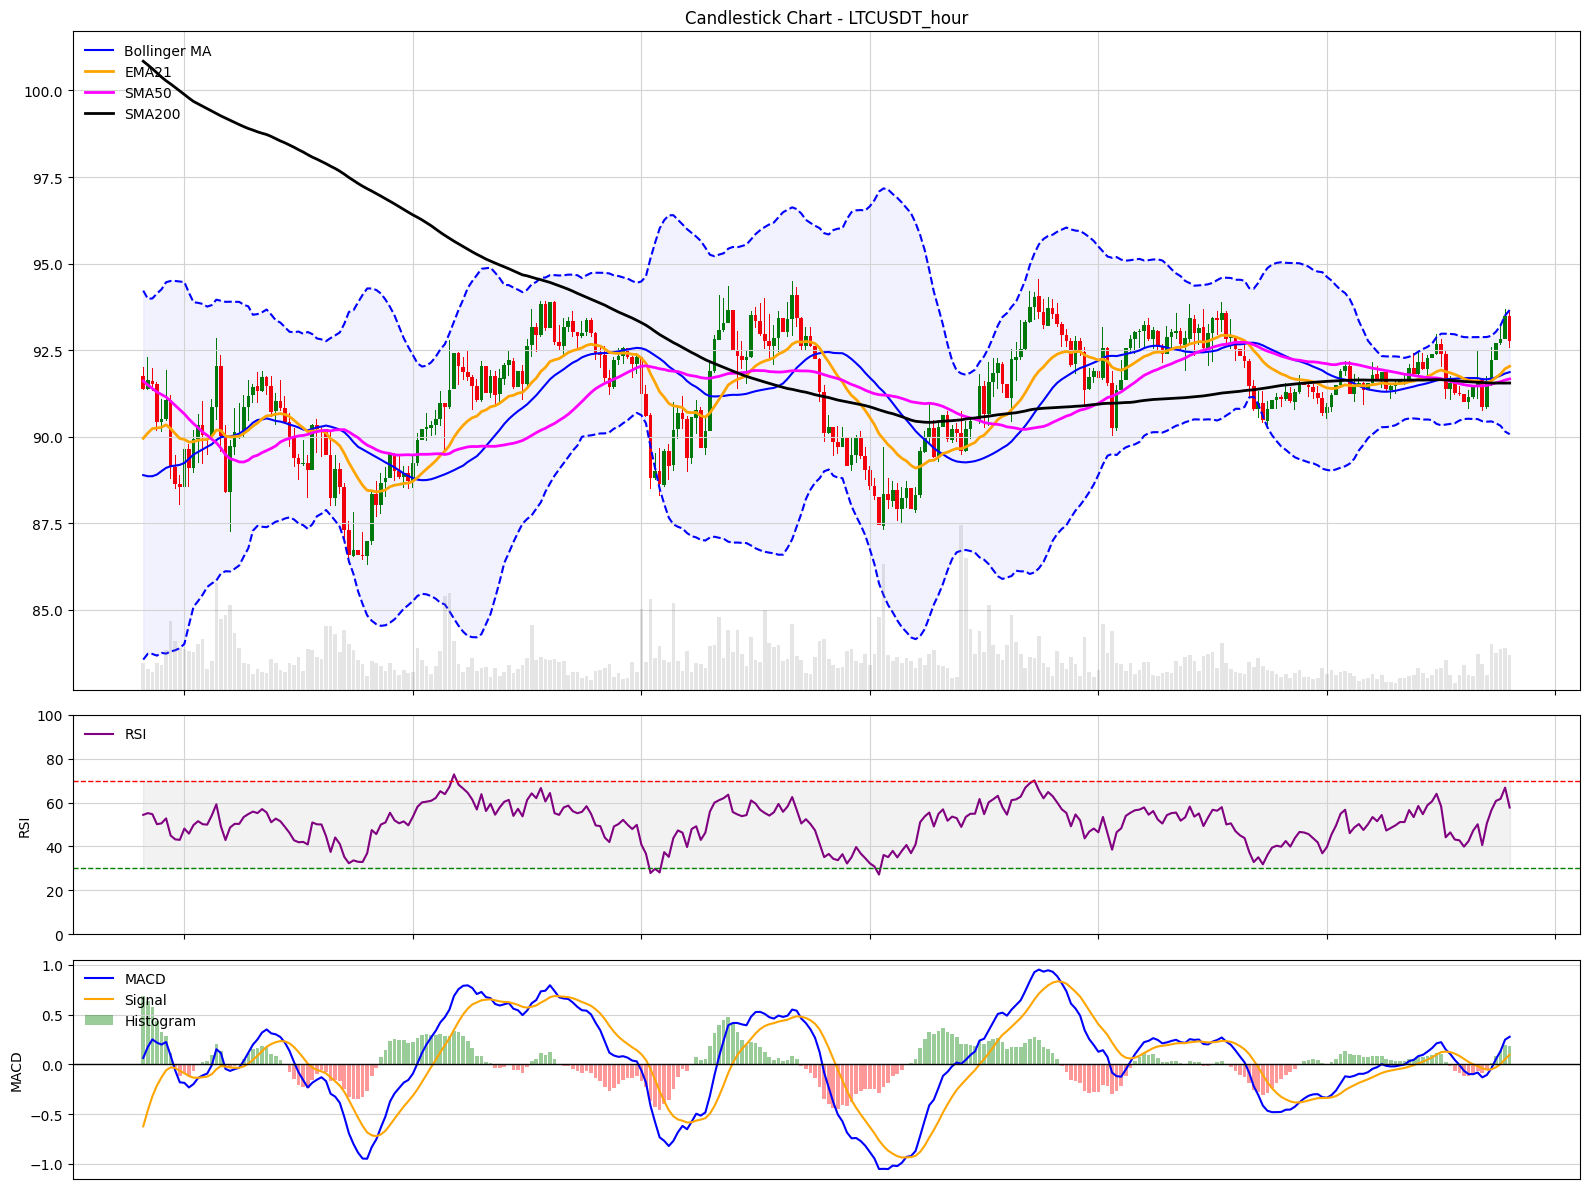 Candlestick Chart - LTCUSDT_hour
Bollinger MA
EMA21
SMA50
SMA200
100.0
97.5
95.0
92.5
90.0
87.5
85.0
RSI
RSI
100
80
60
40
20
0
MACD
Signal
Histogram
MACD
1.0
0.5
0.0
−0.5
−1.0